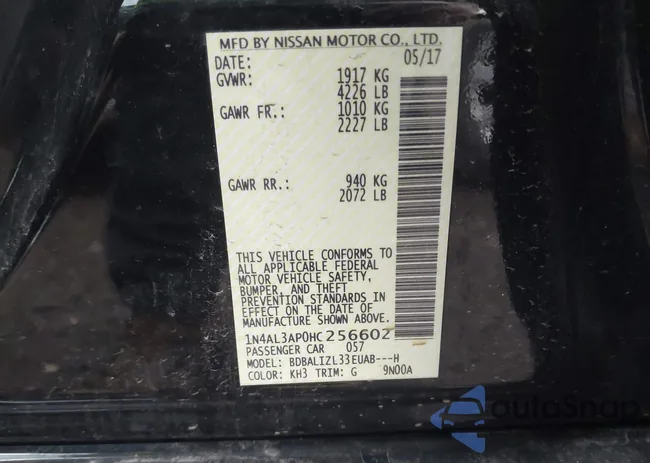 MFD BY NISSAN MOTOR CO., LTD.
DATE: 05/17
GVWR: 1917 KG
4226 LB
GAWR FR.: 1010 KG
2227 LB
GAWR RR.: 940 KG
2072 LB
THIS VEHICLE CONFORMS TO
ALL APPLICABLE FEDERAL
MOTOR VEHICLE SAFETY,
BUMPER, AND THEFT
PREVENTION STANDARDS IN
EFFECT ON THE DATE OF
MANUFACTURE SHOWN ABOVE.
1N4AL3AP0HC256602
PASSENGER CAR 057
MODEL: BDBALIZL33EUAB---H
COLOR: KH3 TRIM: G 9N00A
autoSnap